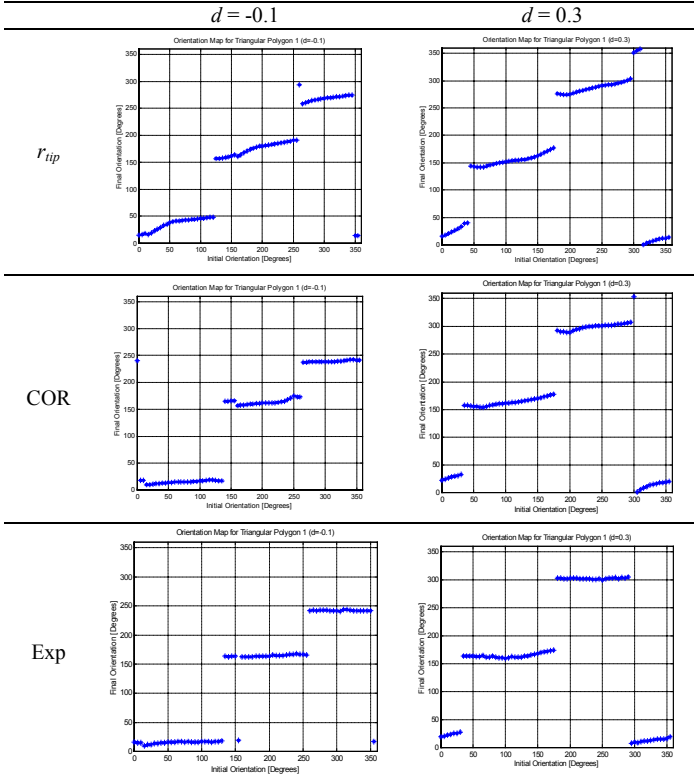 d = -0.1 d = 0.3
r_tip
Orientation Map for Triangular Polygon 1 (d=-0.1)
Final Orientation [Degrees]
350
300
250
200
150
100
50
0
0 50 100 150 200 250 300 350
Initial Orientation [Degrees]
Orientation Map for Triangular Polygon 1 (d=0.3)
Final Orientation [Degrees]
350
300
250
200
150
100
50
0
0 50 100 150 200 250 300 350
Initial Orientation [Degrees]
COR
Orientation Map for Triangular Polygon 1 (d=-0.1)
Final Orientation [Degrees]
350
300
250
200
150
100
50
0
0 50 100 150 200 250 300 350
Initial Orientation [Degrees]
Orientation Map for Triangular Polygon 1 (d=0.3)
Final Orientation [Degrees]
350
300
250
200
150
100
50
0
0 50 100 150 200 250 300 350
Initial Orientation [Degrees]
Exp
Orientation Map for Triangular Polygon 1 (d=-0.1)
Final Orientation [Degrees]
350
300
250
200
150
100
50
0
0 50 100 150 200 250 300 350
Initial Orientation [Degrees]
Orientation Map for Triangular Polygon 1 (d=0.3)
Final Orientation [Degrees]
350
300
250
200
150
100
50
0
0 50 100 150 200 250 300 350
Initial Orientation [Degrees]